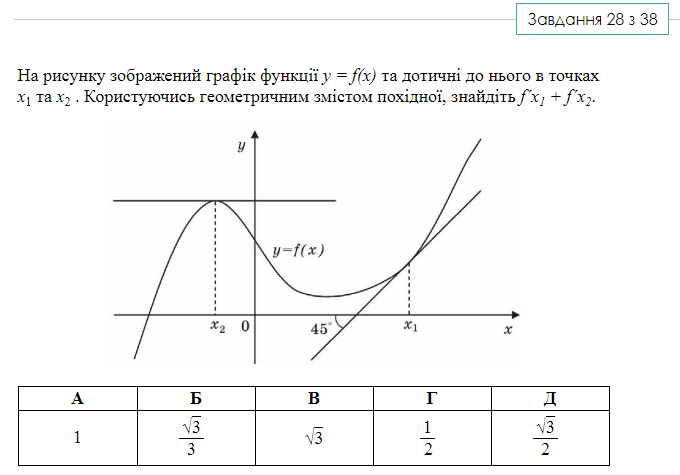 Завдання 28 з 38
На рисунку зображений графік функції y = f(x) та дотичні до нього в точках
x₁ та x₂ . Користуючись геометричним змістом похідної, знайдіть f′x₁ + f′x₂.
y
y=f(x)
x₂ 0 45° x₁ x
А Б В Г Д
1 √3/3 √3 1/2 √3/2